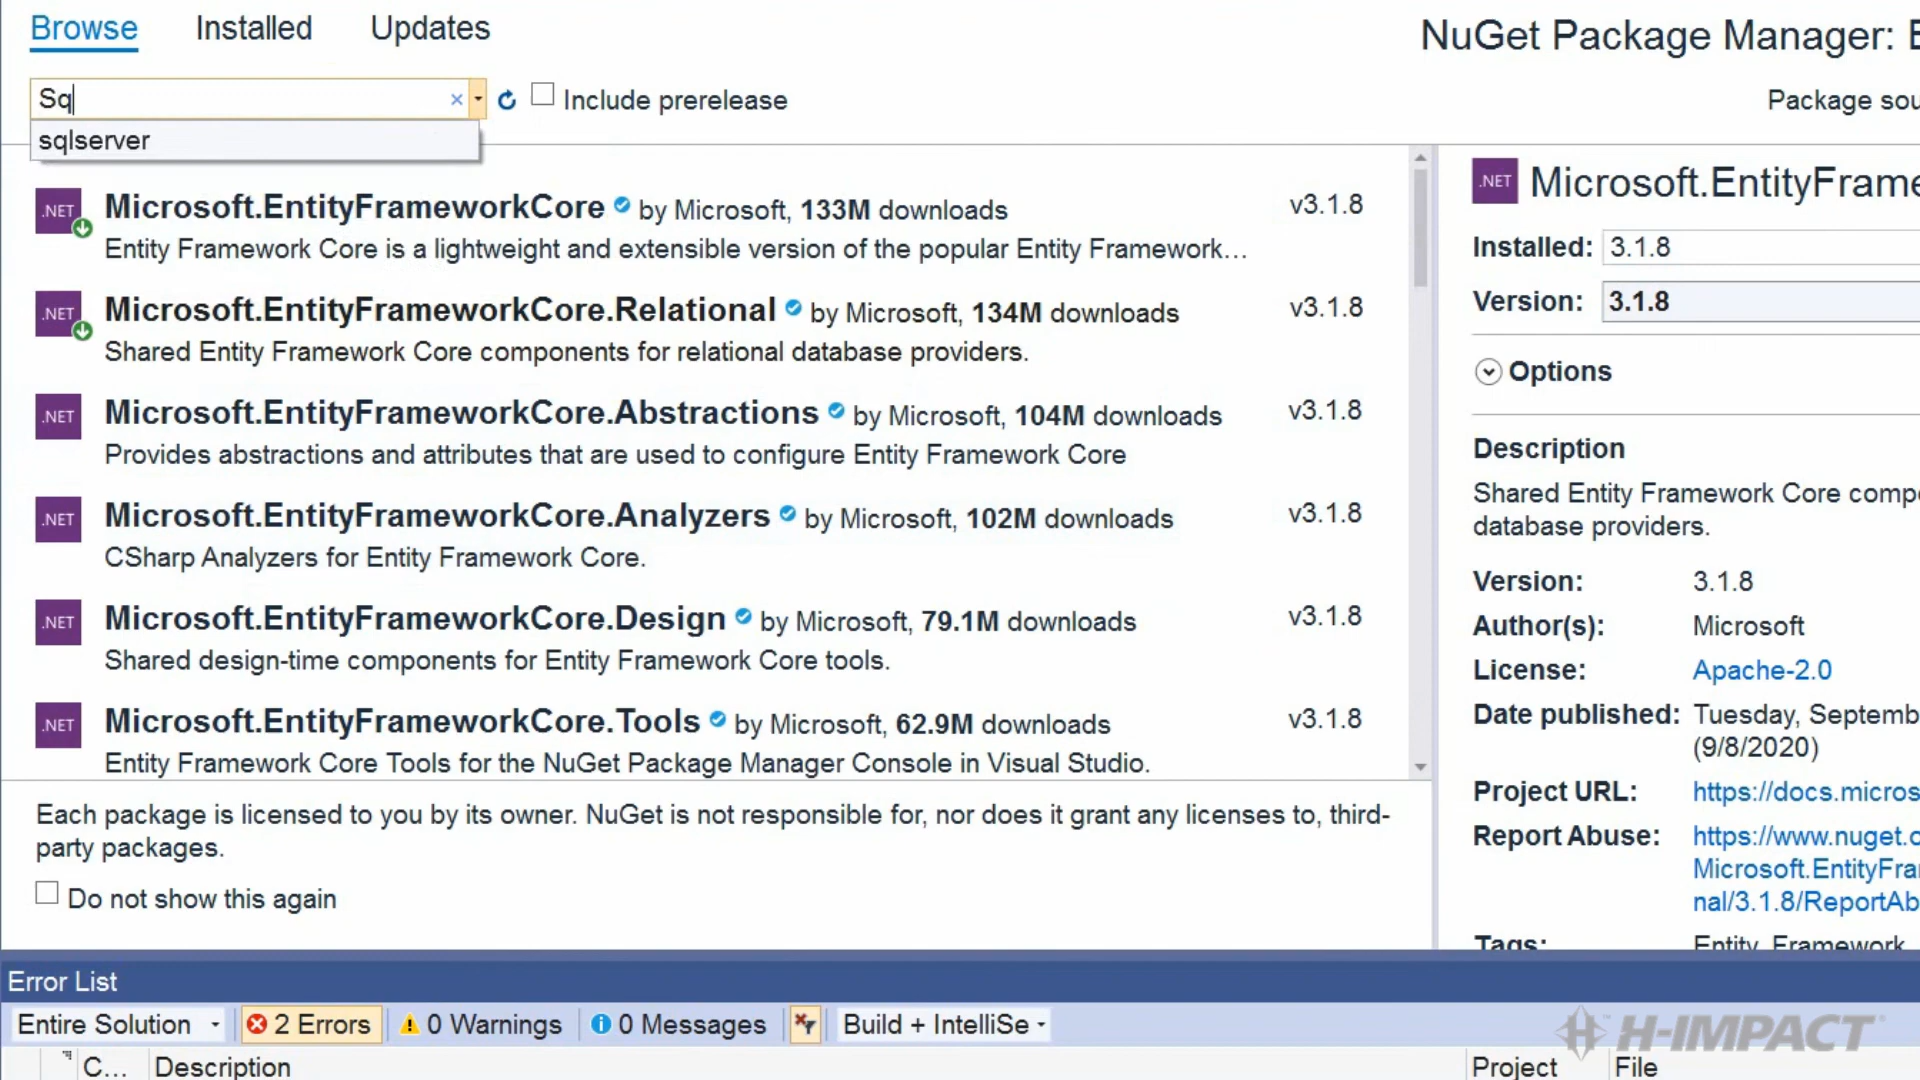 Browse Installed Updates
NuGet Package Manager:
Sq
Include prerelease
Package sou
sqlserver
.NET Microsoft.EntityFrameworkCore by Microsoft, 133M downloads v3.1.8
Entity Framework Core is a lightweight and extensible version of the popular Entity Framework…
.NET Microsoft.EntityFrameworkCore.Relational by Microsoft, 134M downloads v3.1.8
Shared Entity Framework Core components for relational database providers.
.NET Microsoft.EntityFrameworkCore.Abstractions by Microsoft, 104M downloads v3.1.8
Provides abstractions and attributes that are used to configure Entity Framework Core
.NET Microsoft.EntityFrameworkCore.Analyzers by Microsoft, 102M downloads v3.1.8
CSharp Analyzers for Entity Framework Core.
.NET Microsoft.EntityFrameworkCore.Design by Microsoft, 79.1M downloads v3.1.8
Shared design-time components for Entity Framework Core tools.
.NET Microsoft.EntityFrameworkCore.Tools by Microsoft, 62.9M downloads v3.1.8
Entity Framework Core Tools for the NuGet Package Manager Console in Visual Studio.
Each package is licensed to you by its owner. NuGet is not responsible for, nor does it grant any licenses to, third-
party packages.
Do not show this again
.NET Microsoft.EntityFrame
Installed: 3.1.8
Version: 3.1.8
Options
Description
Shared Entity Framework Core comp
database providers.
Version: 3.1.8
Author(s): Microsoft
License: Apache-2.0
Date published: Tuesday, Septemb
(9/8/2020)
Project URL: https://docs.micros
Report Abuse: https://www.nuget.o
Microsoft.EntityFra
nal/3.1.8/ReportAb
Tags: Entity, Framework,
Error List
Entire Solution 2 Errors 0 Warnings 0 Messages Build + IntelliSe
H-IMPACT
C... Description Project File